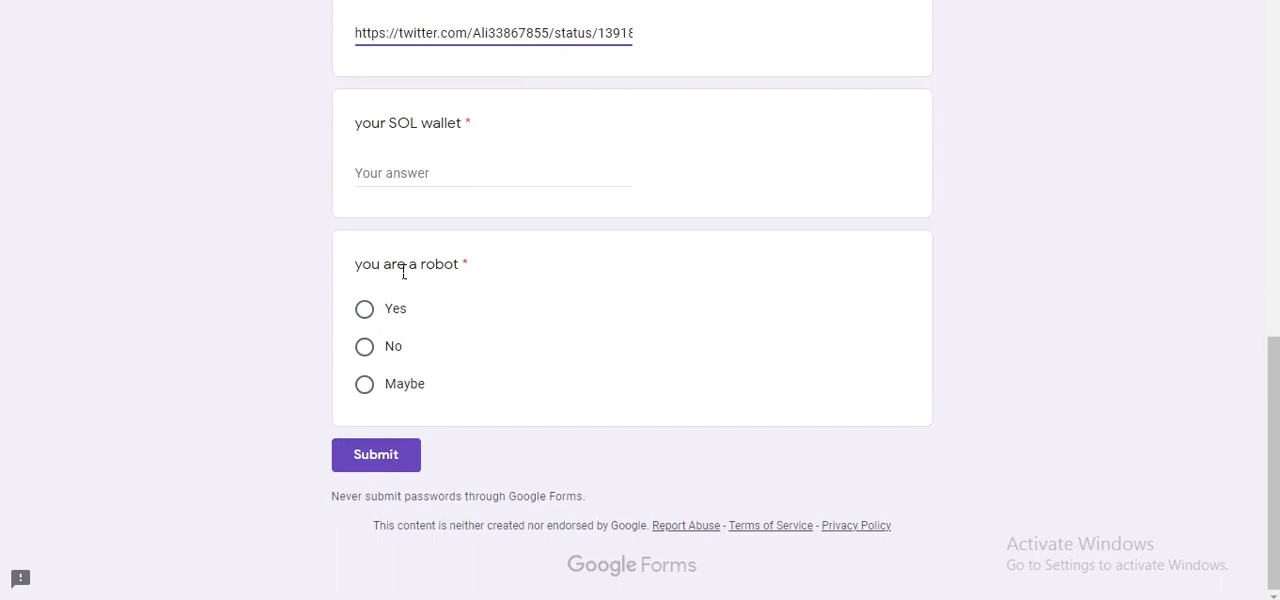 https://twitter.com/Ali33867855/status/13918
your SOL wallet *
Your answer
you are a robot *
Yes
No
Maybe
Submit
Never submit passwords through Google Forms.
This content is neither created nor endorsed by Google. Report Abuse - Terms of Service - Privacy Policy
Google Forms
Activate Windows
Go to Settings to activate Windows.